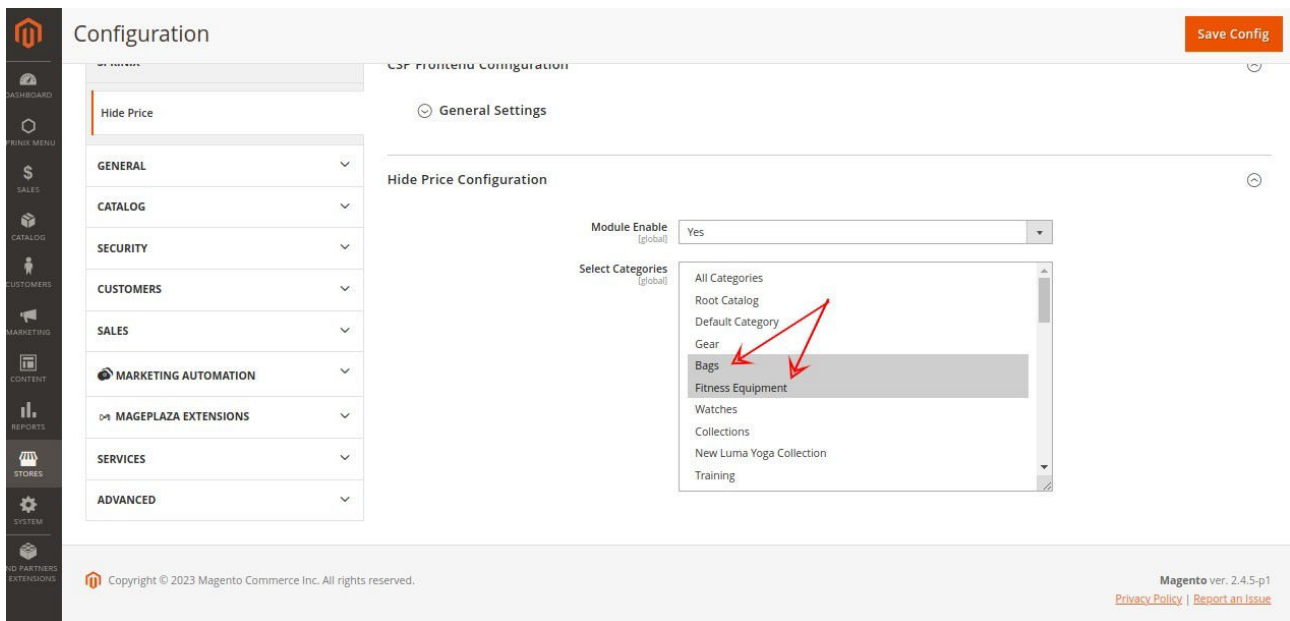 Configuration
Save Config
DASHBOARD
SALES
CATALOG
CUSTOMERS
MARKETING
CONTENT
REPORTS
STORES
SYSTEM
EXTENSIONS
Hide Price
GENERAL
CATALOG
SECURITY
CUSTOMERS
SALES
MARKETING AUTOMATION
MAGEPLAZA EXTENSIONS
SERVICES
ADVANCED
CSP Frontend Configuration
General Settings
Hide Price Configuration
Module Enable
[global]
Yes
Select Categories
[global]
All Categories
Root Catalog
Default Category
Gear
Bags
Fitness Equipment
Watches
Collections
New Luma Yoga Collection
Training
Copyright © 2023 Magento Commerce Inc. All rights reserved.
Magento ver. 2.4.5-p1
Privacy Policy | Report an Issue